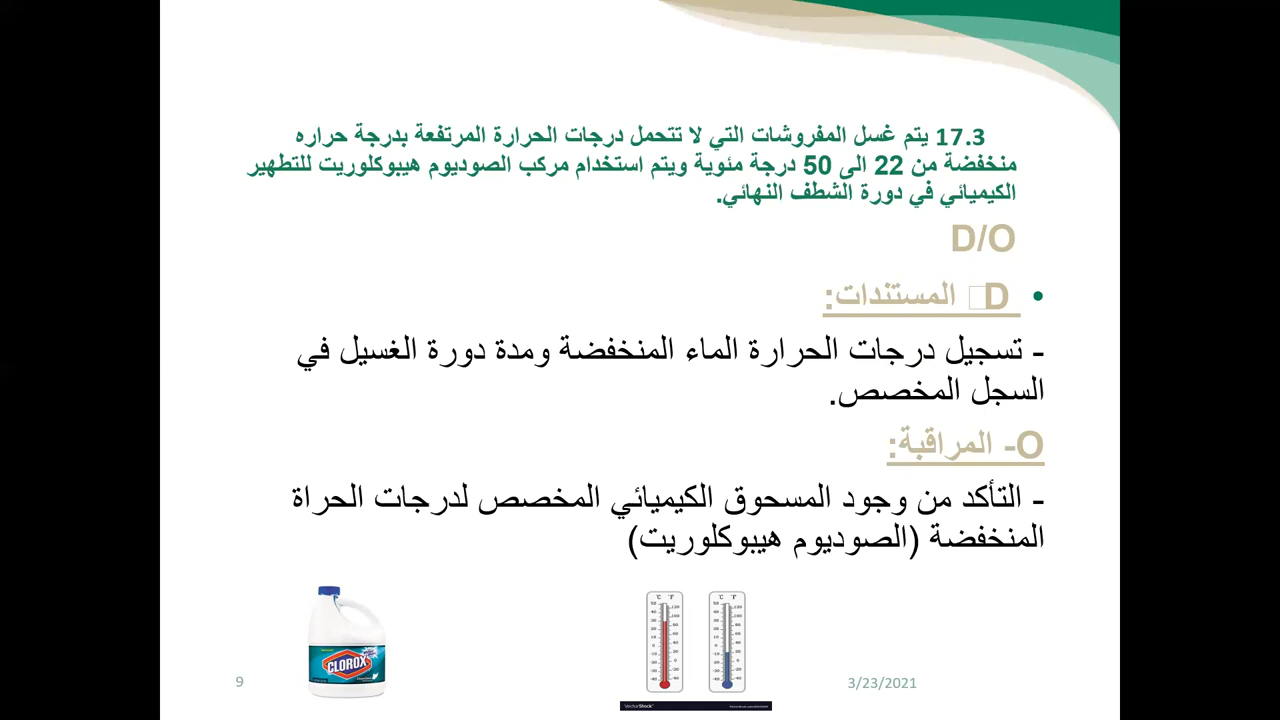 17.3 يتم غسل المفروشات التي لا تتحمل درجات الحرارة المرتفعة بدرجة حراره
منخفضة من 22 الى 50 درجة مئوية ويتم استخدام مركب الصوديوم هيبوكلوريت للتطهير
الكيميائي في دورة الشطف النهائي.
D/O
• D المستندات:
- تسجيل درجات الحرارة الماء المنخفضة ومدة دورة الغسيل في
السجل المخصص.
O- المراقبة:
- التأكد من وجود المسحوق الكيميائي المخصص لدرجات الحراة
المنخفضة (الصوديوم هيبوكلوريت)
CLOROX
°C °F °C °F
VectorStock
9
3/23/2021